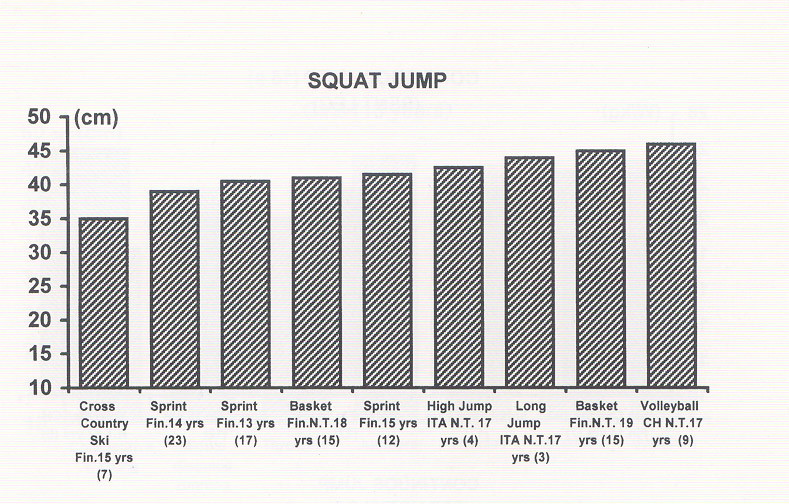 SQUAT JUMP
(cm)
50
45
40
35
30
25
20
15
10
Cross
Country
Ski
Fin.15 yrs
(7)
Sprint
Fin.14 yrs
(23)
Sprint
Fin.13 yrs
(17)
Basket
Fin.N.T.18
yrs (15)
Sprint
Fin.15 yrs
(12)
High Jump
ITA N.T. 17
yrs (4)
Long
Jump
ITA N.T.17
yrs (3)
Basket
Fin.N.T. 19
yrs (15)
Volleyball
CH N.T.17
yrs (9)